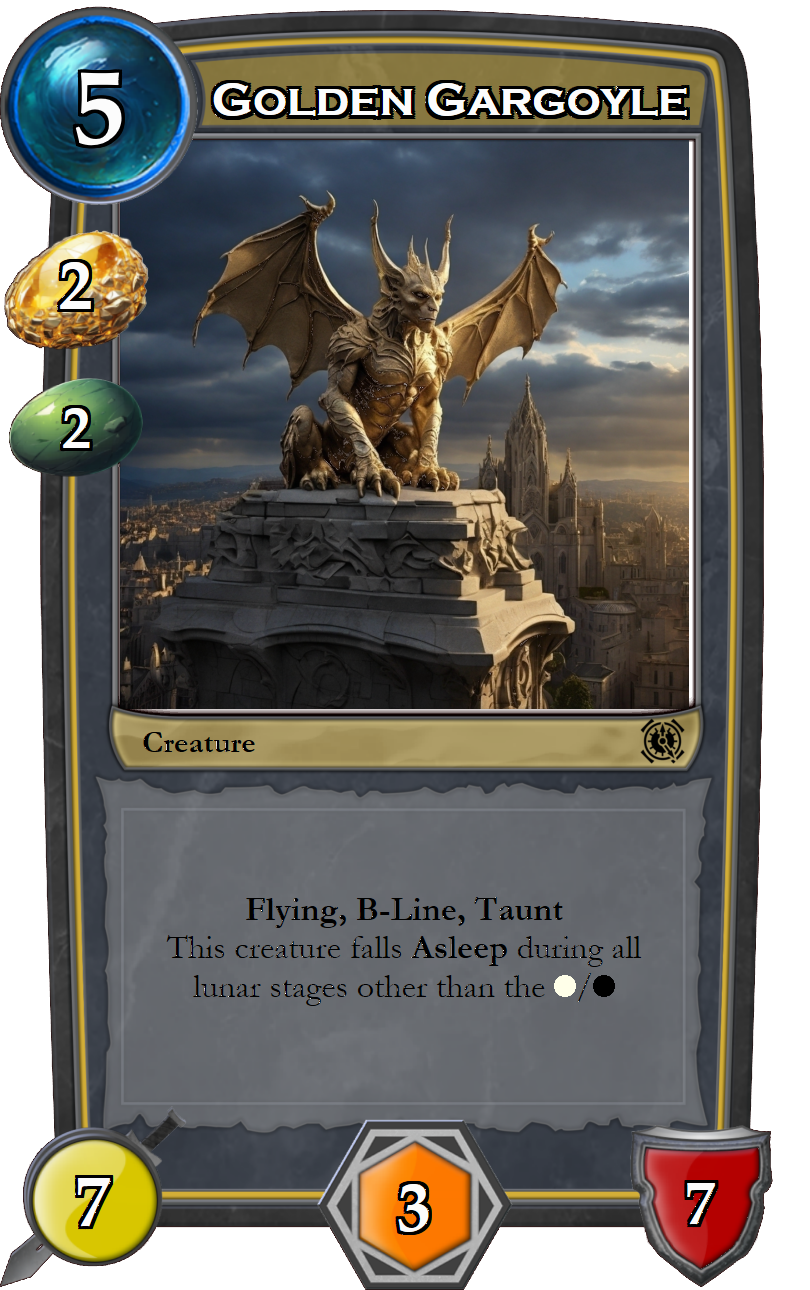 5
GOLDEN GARGOYLE
2
2
Creature
Flying, B-Line, Taunt
This creature falls Asleep during all
lunar stages other than the ○/●
7
3
7